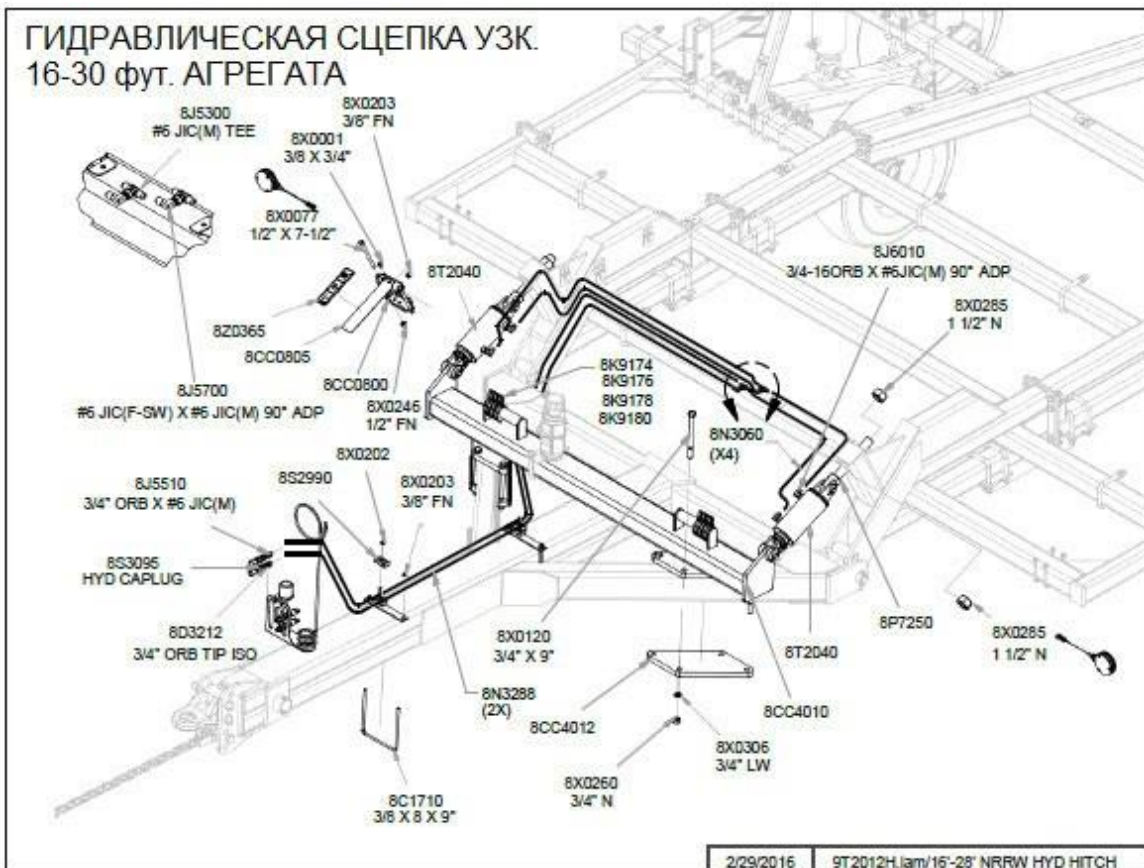 ГИДРАВЛИЧЕСКАЯ СЦЕПКА УЗК.
16-30 фут. АГРЕГАТА
8J5300
#6 JIC(M) TEE
8X0001
3/8 X 3/4"
8X0203
3/8" FN
8X0077
1/2" X 7-1/2"
8T2040
8J6010
3/4-16ORB X #6JIC(M) 90° ADP
8X0285
1 1/2" N
8Z0365
8CC0805
8CC0800
8J5700
#6 JIC(F-SW) X #6 JIC(M) 90° ADP
8X0246
1/2" FN
8K9174
8K9176
8K9178
8K9180
8N3060
(X4)
8X0202
8S2990
8X0203
3/8" FN
8J5510
3/4" ORB X #6 JIC(M)
8S3095
HYD CAPLUG
8D3212
3/4" ORB TIP ISO
8X0120
3/4" X 9"
8T2040
8P7250
8X0285
1 1/2" N
8N3288
(2X)
8CC4012
8CC4010
8X0306
3/4" LW
8X0260
3/4" N
8C1710
3/8 X 8 X 9"
2/29/2016
9T2012H.iam/16'-28' NRRW HYD HITCH